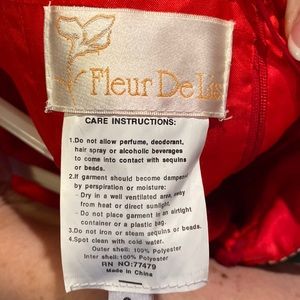 Fleur De Lis
CARE INSTRUCTIONS:
1.Do not allow perfume, deodorant,
hair spray or alcoholic beverages
to come into contact with sequins
or beads.
2.If garment should become dampened
by perspiration or moisture:
- Dry in a well ventilated area, away
from heat or direct sunlight.
- Do not place garment in an airtight
container or a plastic bag.
3.Do not iron or steam sequins or beads.
4.Spot clean with cold water.
Outer shell: 100% Polyester
Inter shell: 100% Polyester
RN NO:77479
Made in China